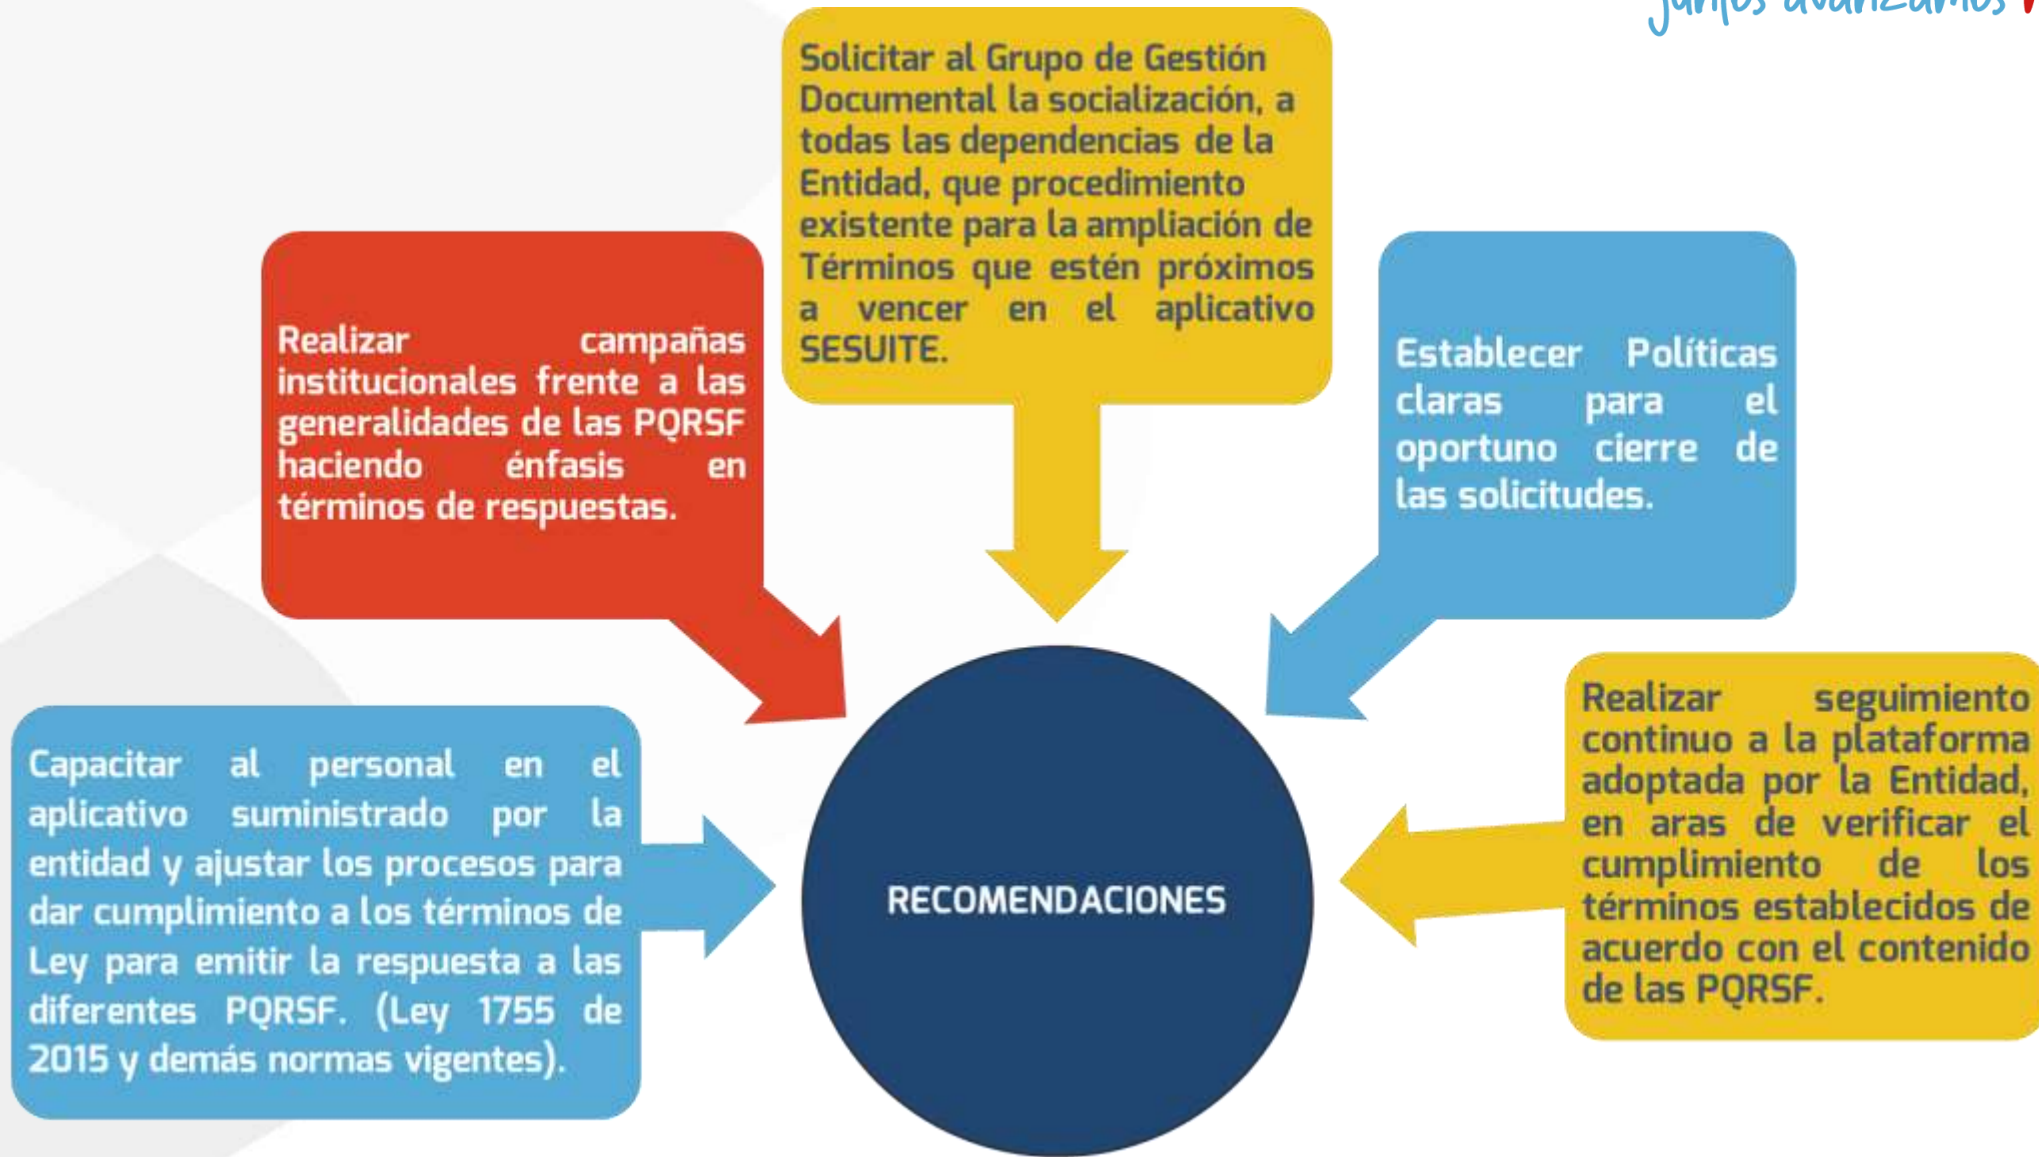 juntos avanzamos
Solicitar al Grupo de Gestión
Documental la socialización, a
todas las dependencias de la
Entidad, que procedimiento
existente para la ampliación de
Términos que estén próximos
a vencer en el aplicativo
SESUITE.
Realizar campañas
institucionales frente a las
generalidades de las PQRSF
haciendo énfasis en
términos de respuestas.
Establecer Políticas
claras para el
oportuno cierre de
las solicitudes.
Capacitar al personal en el
aplicativo suministrado por la
entidad y ajustar los procesos para
dar cumplimiento a los términos de
Ley para emitir la respuesta a las
diferentes PQRSF. (Ley 1755 de
2015 y demás normas vigentes).
RECOMENDACIONES
Realizar seguimiento
continuo a la plataforma
adoptada por la Entidad,
en aras de verificar el
cumplimiento de los
términos establecidos de
acuerdo con el contenido
de las PQRSF.